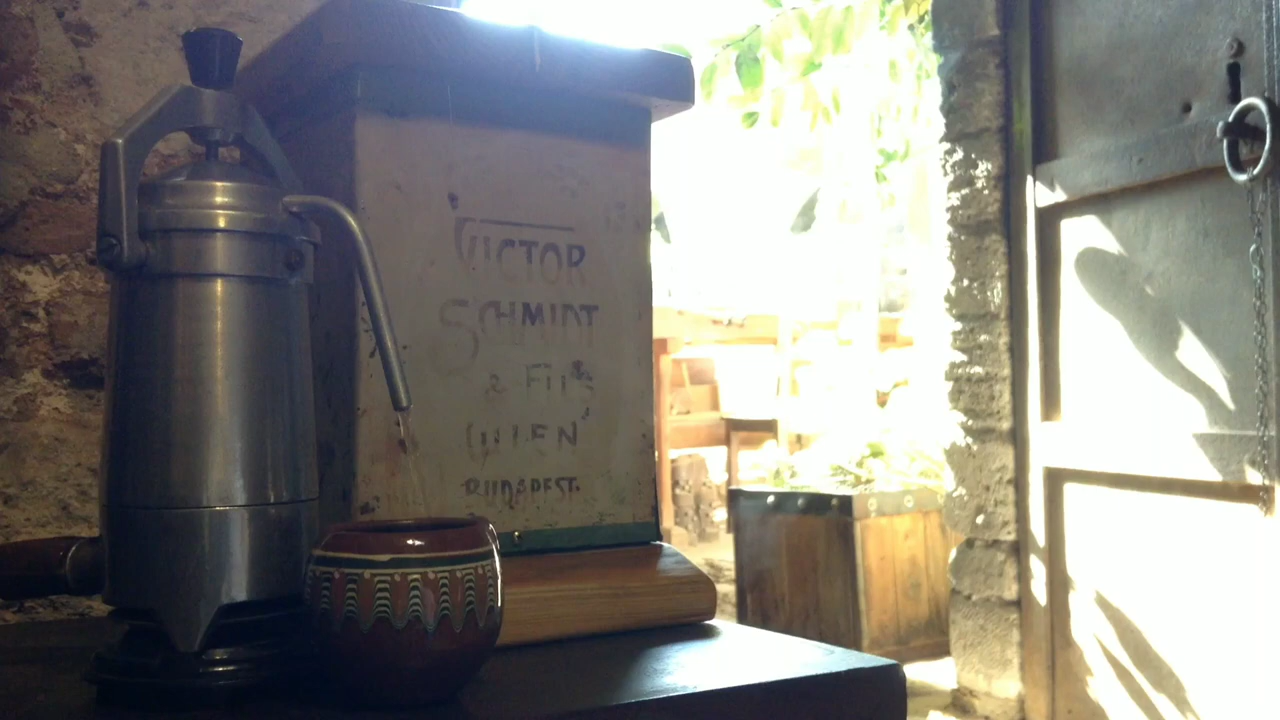 VICTOR
SCHMIDT
& Fils
WIEN
BUDAPEST.